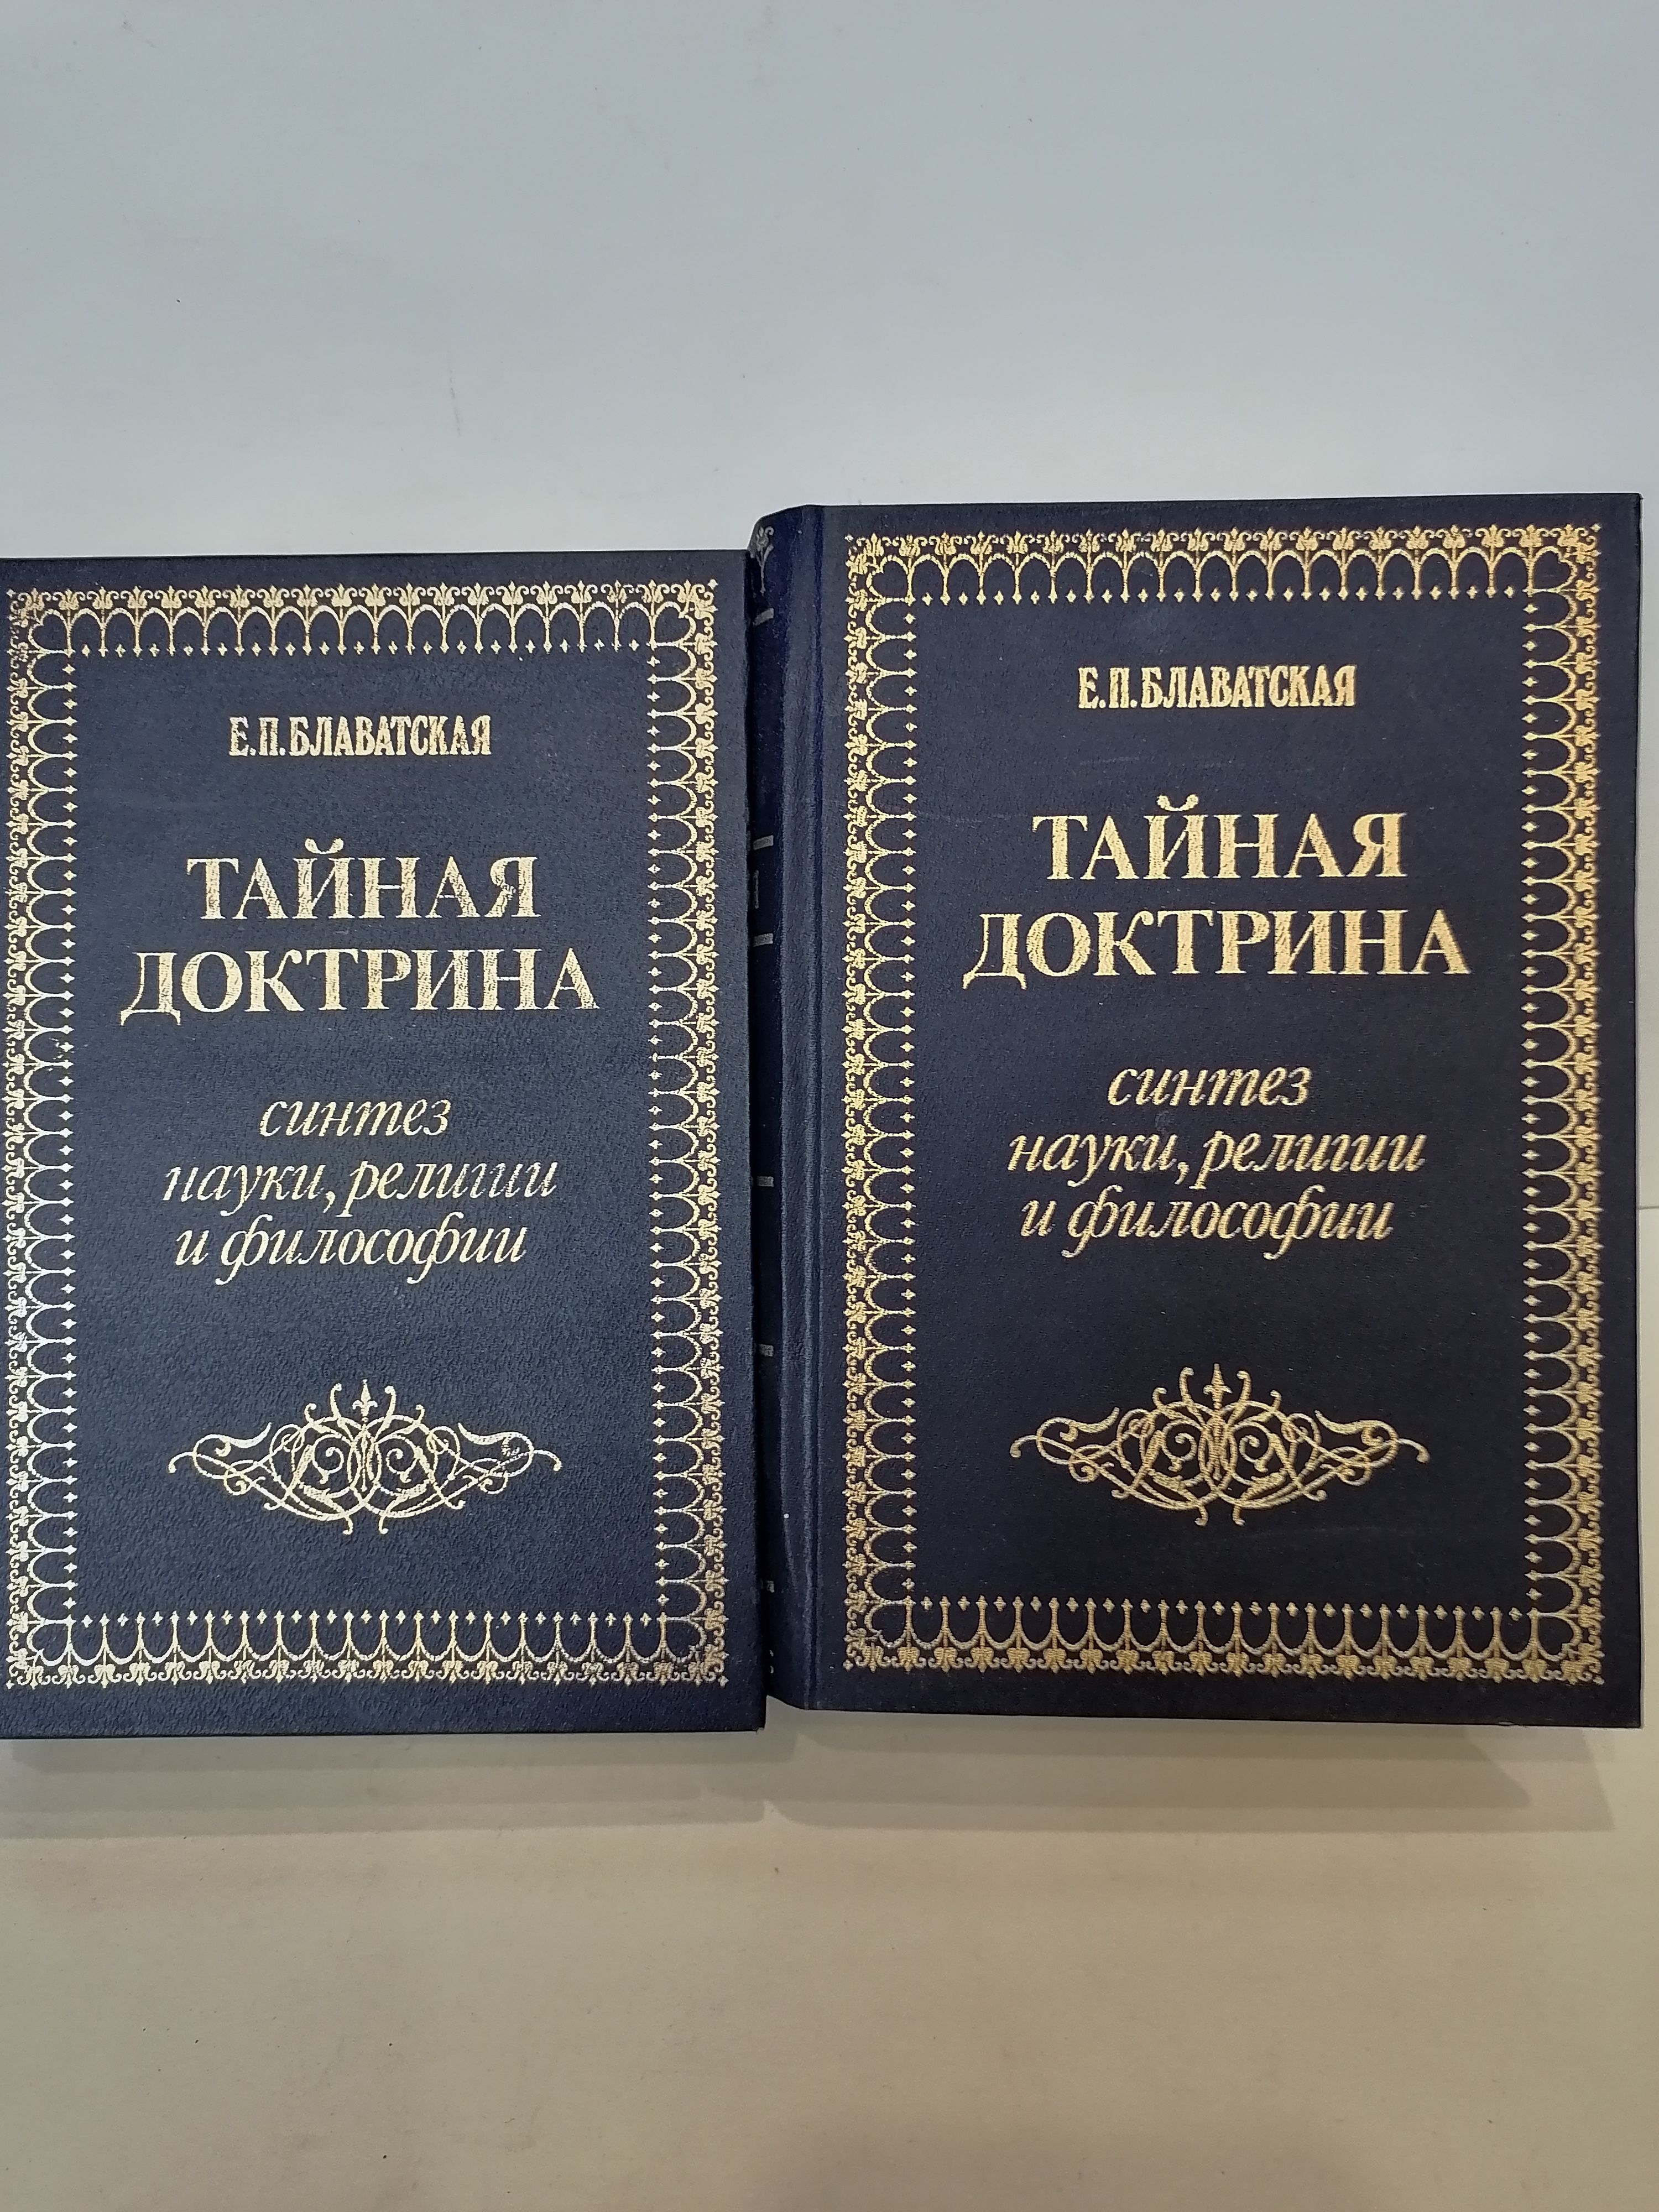 Е.П.БЛАВАТСКАЯ
ТАЙНАЯ
ДОКТРИНА
синтез
науки, религии
и философии
Е.П.БЛАВАТСКАЯ
ТАЙНАЯ
ДОКТРИНА
синтез
науки, религии
и философии